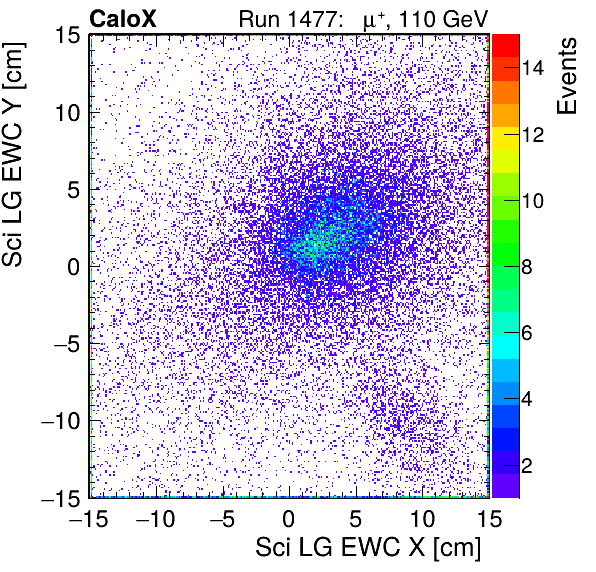 CaloX Run 1477: μ⁺, 110 GeV
Sci LG EWC Y [cm]
Events
15
10
5
0
−5
−10
−15
14
12
10
8
6
4
2
−15 −10 −5 0 5 10 15
Sci LG EWC X [cm]